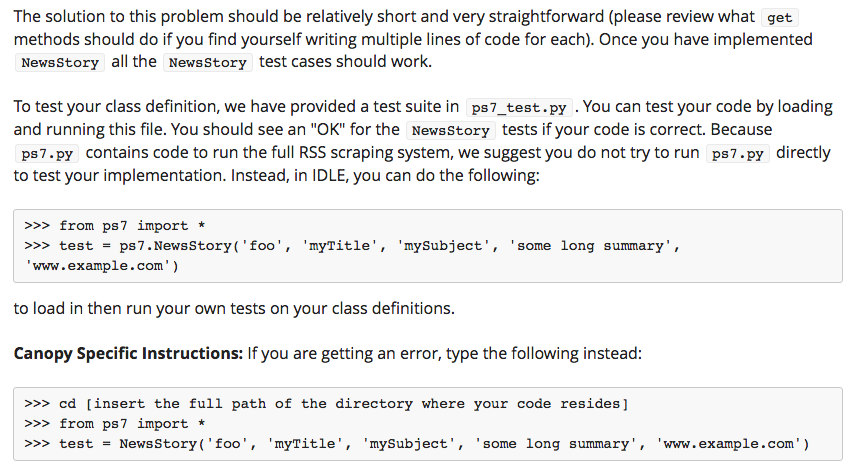 The solution to this problem should be relatively short and very straightforward (please review what get
methods should do if you find yourself writing multiple lines of code for each). Once you have implemented
NewsStory all the NewsStory test cases should work.
To test your class definition, we have provided a test suite in ps7_test.py . You can test your code by loading
and running this file. You should see an "OK" for the NewsStory tests if your code is correct. Because
ps7.py contains code to run the full RSS scraping system, we suggest you do not try to run ps7.py directly
to test your implementation. Instead, in IDLE, you can do the following:
>>> from ps7 import *
>>> test = ps7.NewsStory('foo', 'myTitle', 'mySubject', 'some long summary',
'www.example.com')
to load in then run your own tests on your class definitions.
Canopy Specific Instructions: If you are getting an error, type the following instead:
>>> cd [insert the full path of the directory where your code resides]
>>> from ps7 import *
>>> test = NewsStory('foo', 'myTitle', 'mySubject', 'some long summary', 'www.example.com')